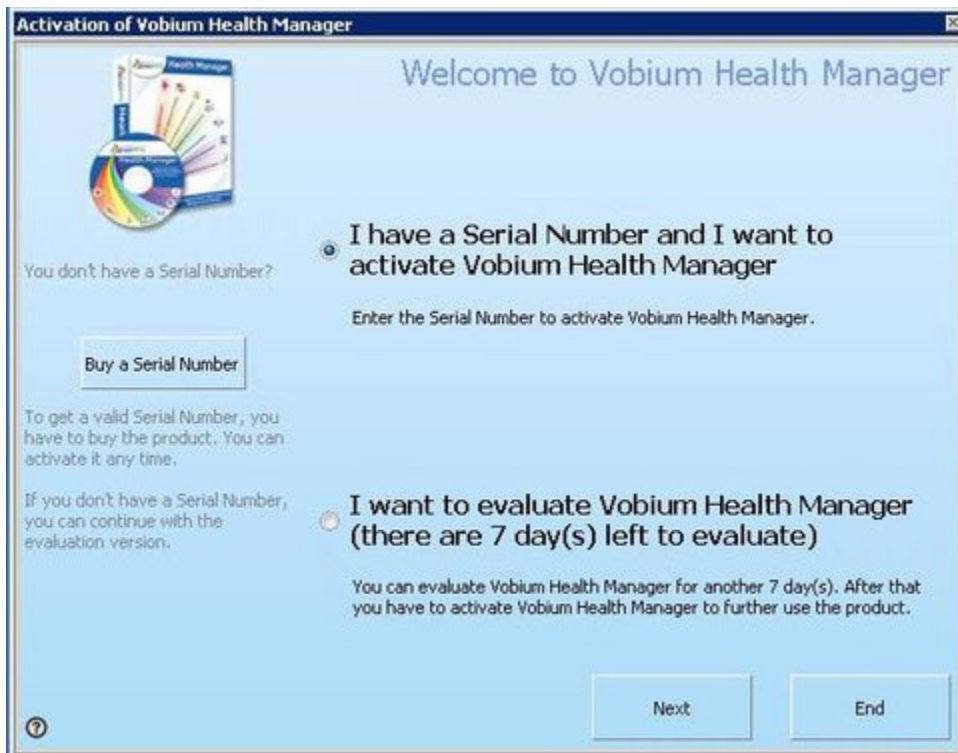 Activation of Vobium Health Manager
Welcome to Vobium Health Manager
Health Manager
Health Manager
You don't have a Serial Number?
Buy a Serial Number
To get a valid Serial Number, you
have to buy the product. You can
activate it any time.
If you don't have a Serial Number,
you can continue with the
evaluation version.
I have a Serial Number and I want to
activate Vobium Health Manager
Enter the Serial Number to activate Vobium Health Manager.
I want to evaluate Vobium Health Manager
(there are 7 day(s) left to evaluate)
You can evaluate Vobium Health Manager for another 7 day(s). After that
you have to activate Vobium Health Manager to further use the product.
Next
End
?